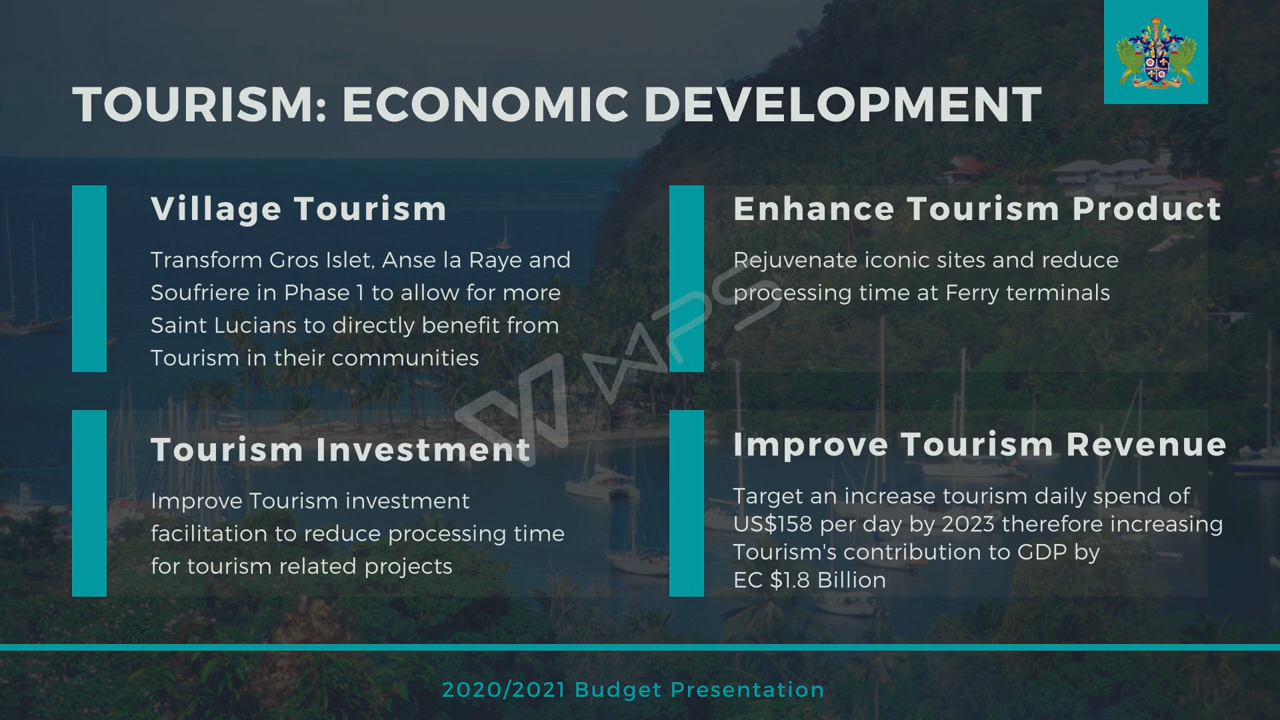 TOURISM: ECONOMIC DEVELOPMENT
Village Tourism
Transform Gros Islet, Anse la Raye and
Soufriere in Phase 1 to allow for more
Saint Lucians to directly benefit from
Tourism in their communities
Enhance Tourism Product
Rejuvenate iconic sites and reduce
processing time at Ferry terminals
Tourism Investment
Improve Tourism investment
facilitation to reduce processing time
for tourism related projects
Improve Tourism Revenue
Target an increase tourism daily spend of
US$158 per day by 2023 therefore increasing
Tourism's contribution to GDP by
EC $1.8 Billion
2020/2021 Budget Presentation